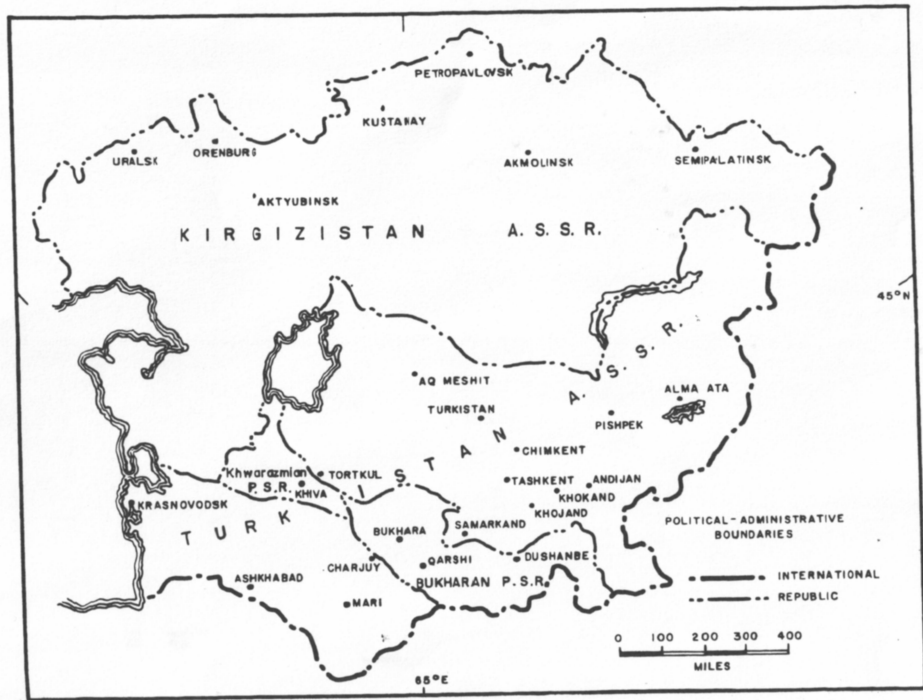 PETROPAVLOVSK
KUSTANAY
URALSK
ORENBURG
AKMOLINSK
SEMIPALATINSK
AKTYUBINSK
KIRGIZISTAN A.S.S.R.
45°N
AQ MESHIT
ALMA ATA
TURKISTAN
PISHPEK
CHIMKENT
TURKISTAN A.S.S.R.
Khwarazmian
P.S.R.
TORTKUL
KHIVA
TASHKENT
ANDIJAN
KHOKAND
KHOJAND
KRASNOVODSK
SAMARKAND
BUKHARA
CHARJUY
QARSHI
DUSHANBE
BUKHARAN P.S.R.
ASHKHABAD
MARI
POLITICAL-ADMINISTRATIVE
BOUNDARIES
INTERNATIONAL
REPUBLIC
0 100 200 300 400
MILES
65°E